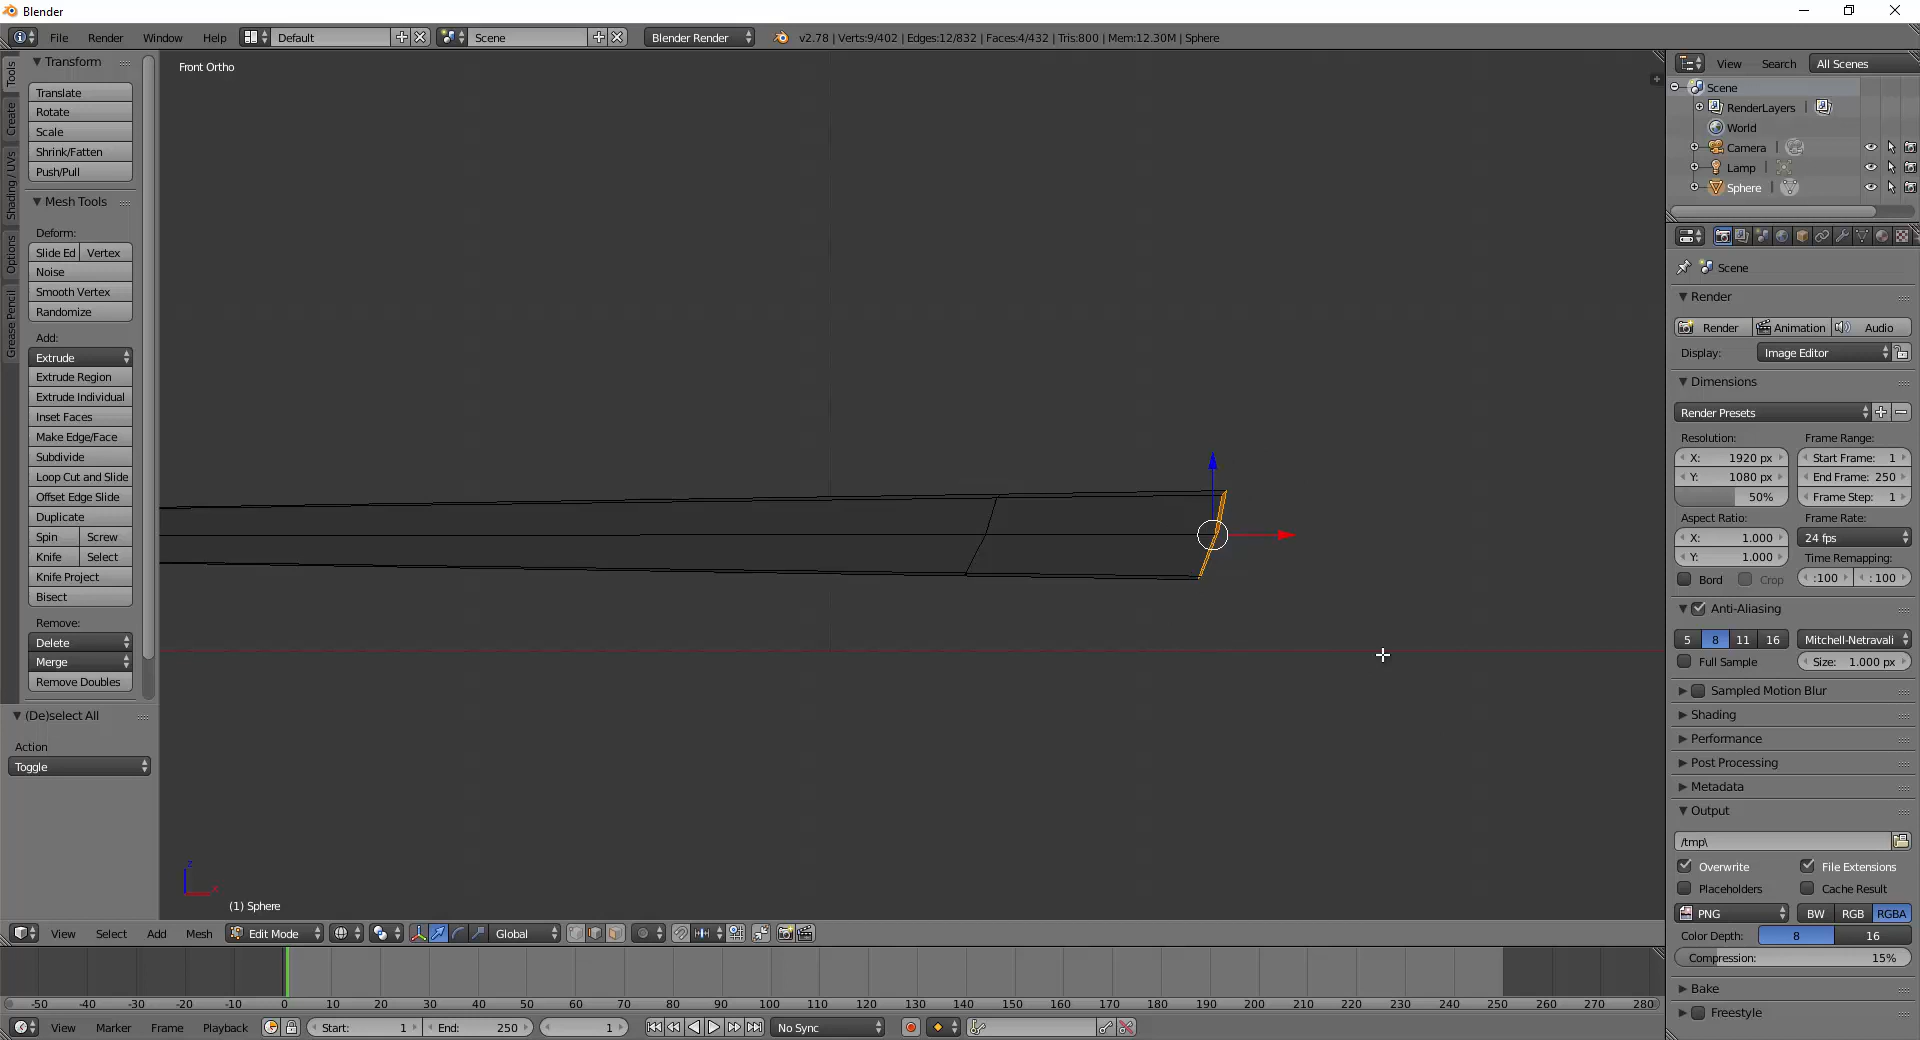 Blender
File Render Window Help Default Scene Blender Render v2.78 | Verts:9/402 | Edges:12/832 | Faces:4/432 | Tris:800 | Mem:12.30M | Sphere
Tools
Create
Shading / UVs
Options
Grease Pencil
Transform
Translate
Rotate
Scale
Shrink/Fatten
Push/Pull
Mesh Tools
Deform:
Slide Ed Vertex
Noise
Smooth Vertex
Randomize
Add:
Extrude
Extrude Region
Extrude Individual
Inset Faces
Make Edge/Face
Subdivide
Loop Cut and Slide
Offset Edge Slide
Duplicate
Spin Screw
Knife Select
Knife Project
Bisect
Remove:
Delete
Merge
Remove Doubles
(De)select All
Action
Toggle
Front Ortho
z
x
(1) Sphere
View Select Add Mesh Edit Mode Global
-50 -40 -30 -20 -10 0 10 20 30 40 50 60 70 80 90 100 110 120 130 140 150 160 170 180 190 200 210 220 230 240 250 260 270 280
View Marker Frame Playback Start: 1 End: 250 1 No Sync
View Search All Scenes
Scene
RenderLayers
World
Camera
Lamp
Sphere
Scene
Render
Render Animation Audio
Display: Image Editor
Dimensions
Render Presets
Resolution: Frame Range:
X: 1920 px Start Frame: 1
Y: 1080 px End Frame: 250
50% Frame Step: 1
Aspect Ratio: Frame Rate:
X: 1.000 24 fps
Y: 1.000 Time Remapping:
Bord Crop :100 : 100
Anti-Aliasing
5 8 11 16 Mitchell-Netravali
Full Sample Size: 1.000 px
Sampled Motion Blur
Shading
Performance
Post Processing
Metadata
Output
/tmp\
Overwrite File Extensions
Placeholders Cache Result
PNG BW RGB RGBA
Color Depth: 8 16
Compression: 15%
Bake
Freestyle